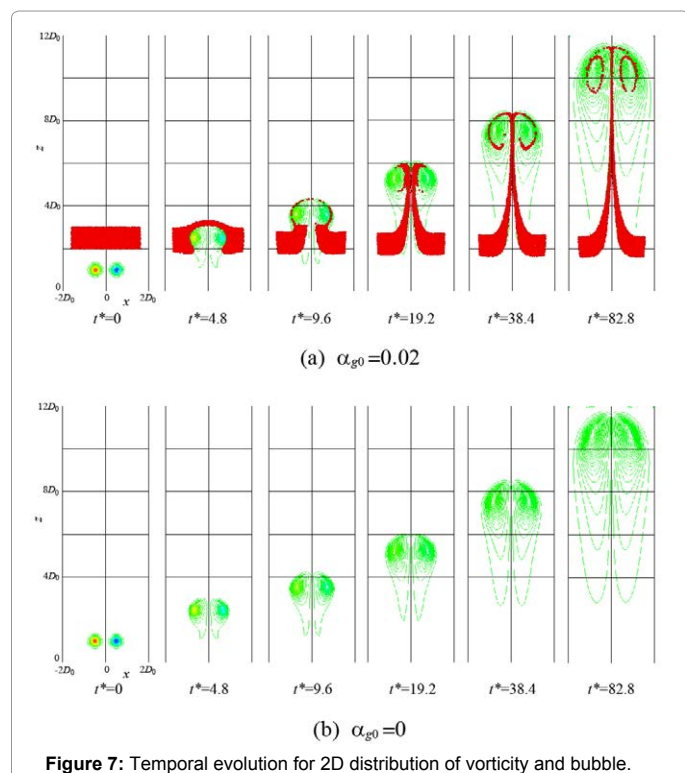 12D₀
8D₀
z
4D₀
0
-2D₀ 0 x 2D₀
t*=0 t*=4.8 t*=9.6 t*=19.2 t*=38.4 t*=82.8
(a) αg0=0.02
12D₀
8D₀
z
4D₀
0
-2D₀ 0 x 2D₀
t*=0 t*=4.8 t*=9.6 t*=19.2 t*=38.4 t*=82.8
(b) αg0=0
Figure 7: Temporal evolution for 2D distribution of vorticity and bubble.